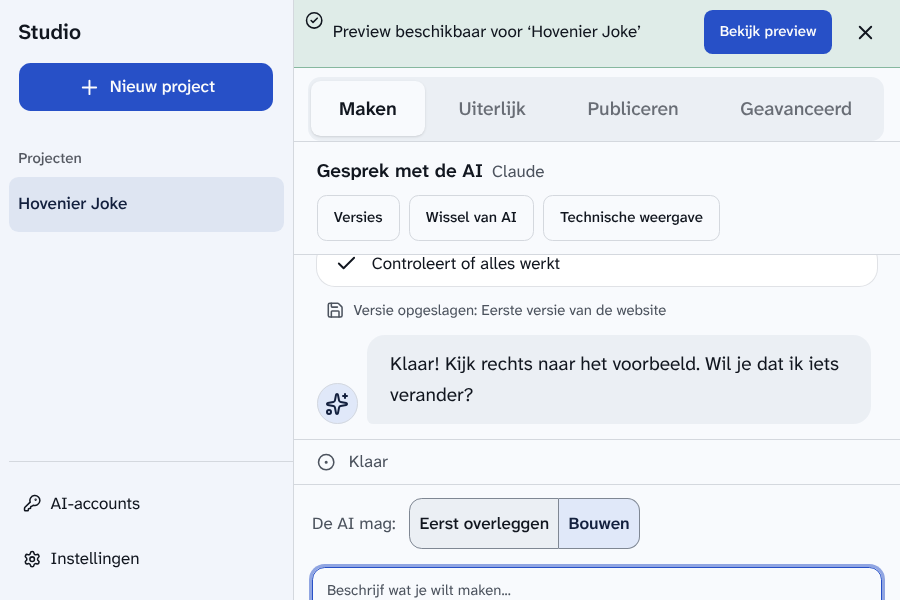 Studio
Nieuw project
Projecten
Hovenier Joke
AI-accounts
Instellingen
Preview beschikbaar voor ‘Hovenier Joke’
Bekijk preview
Maken
Uiterlijk
Publiceren
Geavanceerd
Gesprek met de AI Claude
Versies
Wissel van AI
Technische weergave
Controleert of alles werkt
Versie opgeslagen: Eerste versie van de website
Klaar! Kijk rechts naar het voorbeeld. Wil je dat ik iets
verander?
Klaar
De AI mag:
Eerst overleggen
Bouwen
Beschrijf wat je wilt maken...